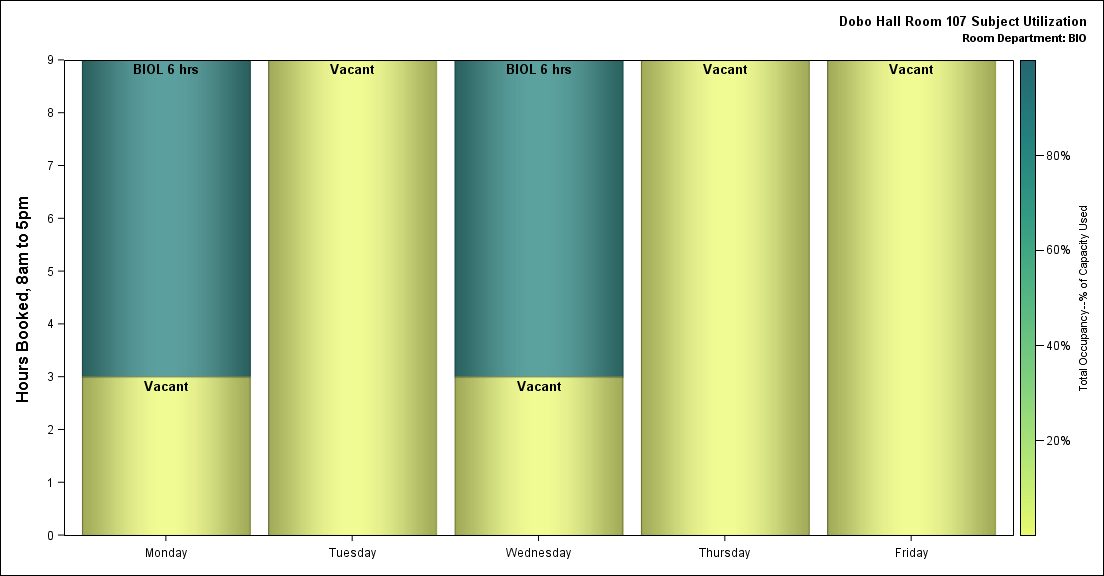 Dobo Hall Room 107 Subject Utilization
Room Department: BIO
Hours Booked, 8am to 5pm
9
8
7
6
5
4
3
2
1
0
BIOL 6 hrs
Vacant
BIOL 6 hrs
Vacant
Vacant
Vacant
Vacant
Monday
Tuesday
Wednesday
Thursday
Friday
80%
60%
40%
20%
Total Occupancy--% of Capacity Used